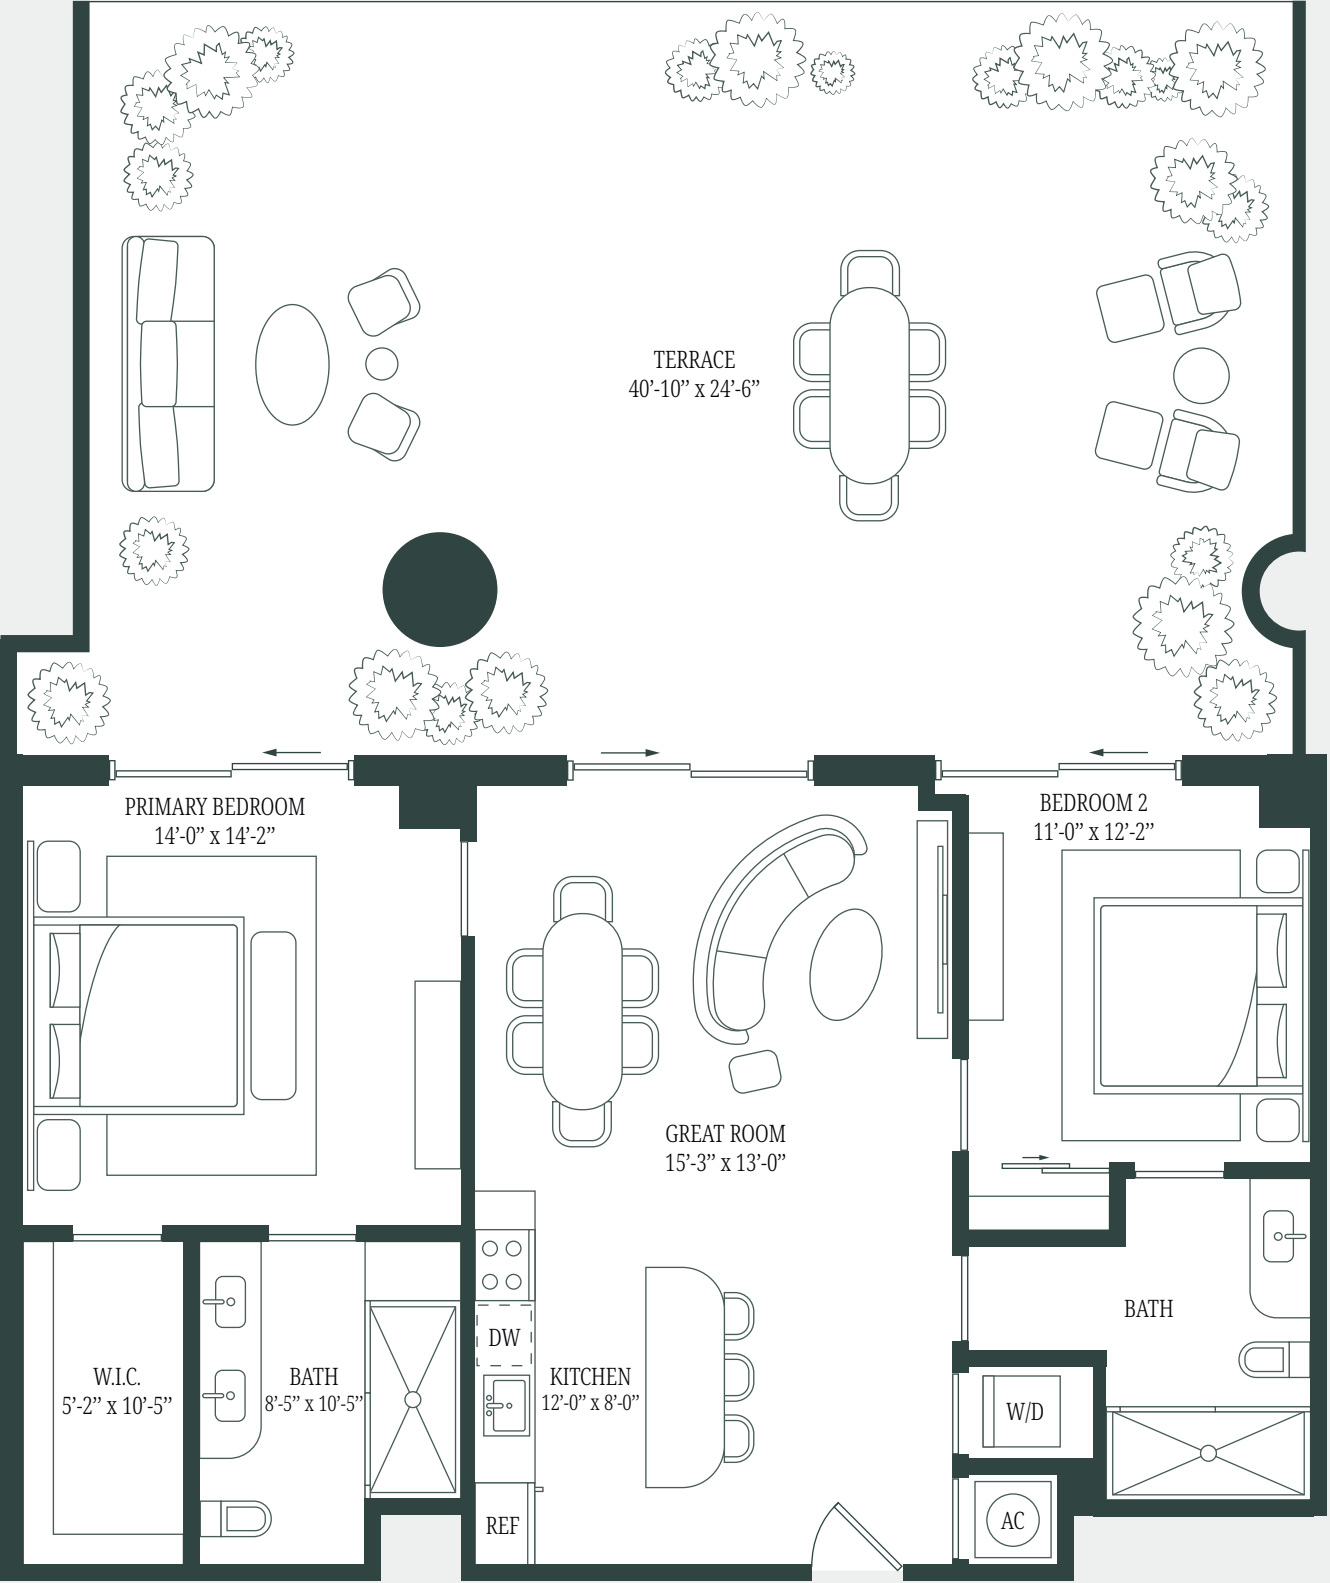 TERRACE
40’-10” x 24’-6”
PRIMARY BEDROOM
14’-0” x 14’-2”
BEDROOM 2
11’-0” x 12’-2”
GREAT ROOM
15’-3” x 13’-0”
DW
BATH
W.I.C.
5’-2” x 10’-5”
BATH
8’-5” x 10’-5”
KITCHEN
12’-0” x 8’-0”
W/D
REF
AC